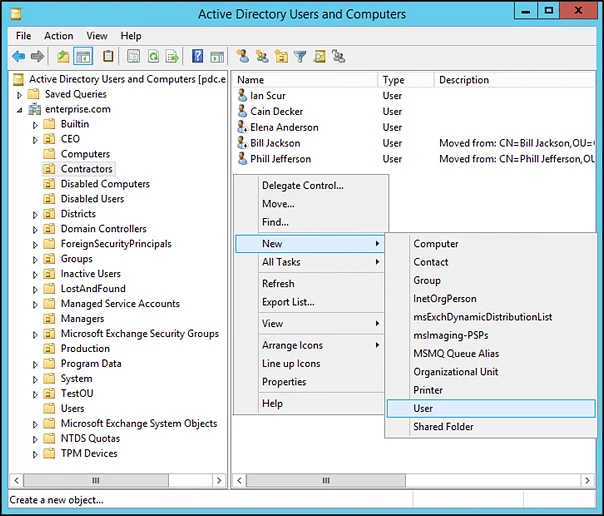 Active Directory Users and Computers
File Action View Help
Active Directory Users and Computers [pdc.e
Saved Queries
enterprise.com
Builtin
CEO
Computers
Contractors
Disabled Computers
Disabled Users
Districts
Domain Controllers
ForeignSecurityPrincipals
Groups
Inactive Users
LostAndFound
Managed Service Accounts
Managers
Microsoft Exchange Security Groups
Production
Program Data
System
TestOU
Users
Microsoft Exchange System Objects
NTDS Quotas
TPM Devices
Name Type Description
Ian Scur User
Cain Decker User
Elena Anderson User
Bill Jackson User Moved from: CN=Bill Jackson,OU=
Phill Jefferson User Moved from: CN=Phill Jefferson,OU
Delegate Control...
Move...
Find...
New
All Tasks
Refresh
Export List...
View
Arrange Icons
Line up Icons
Properties
Help
Computer
Contact
Group
InetOrgPerson
msExchDynamicDistributionList
msImaging-PSPs
MSMQ Queue Alias
Organizational Unit
Printer
User
Shared Folder
Create a new object...